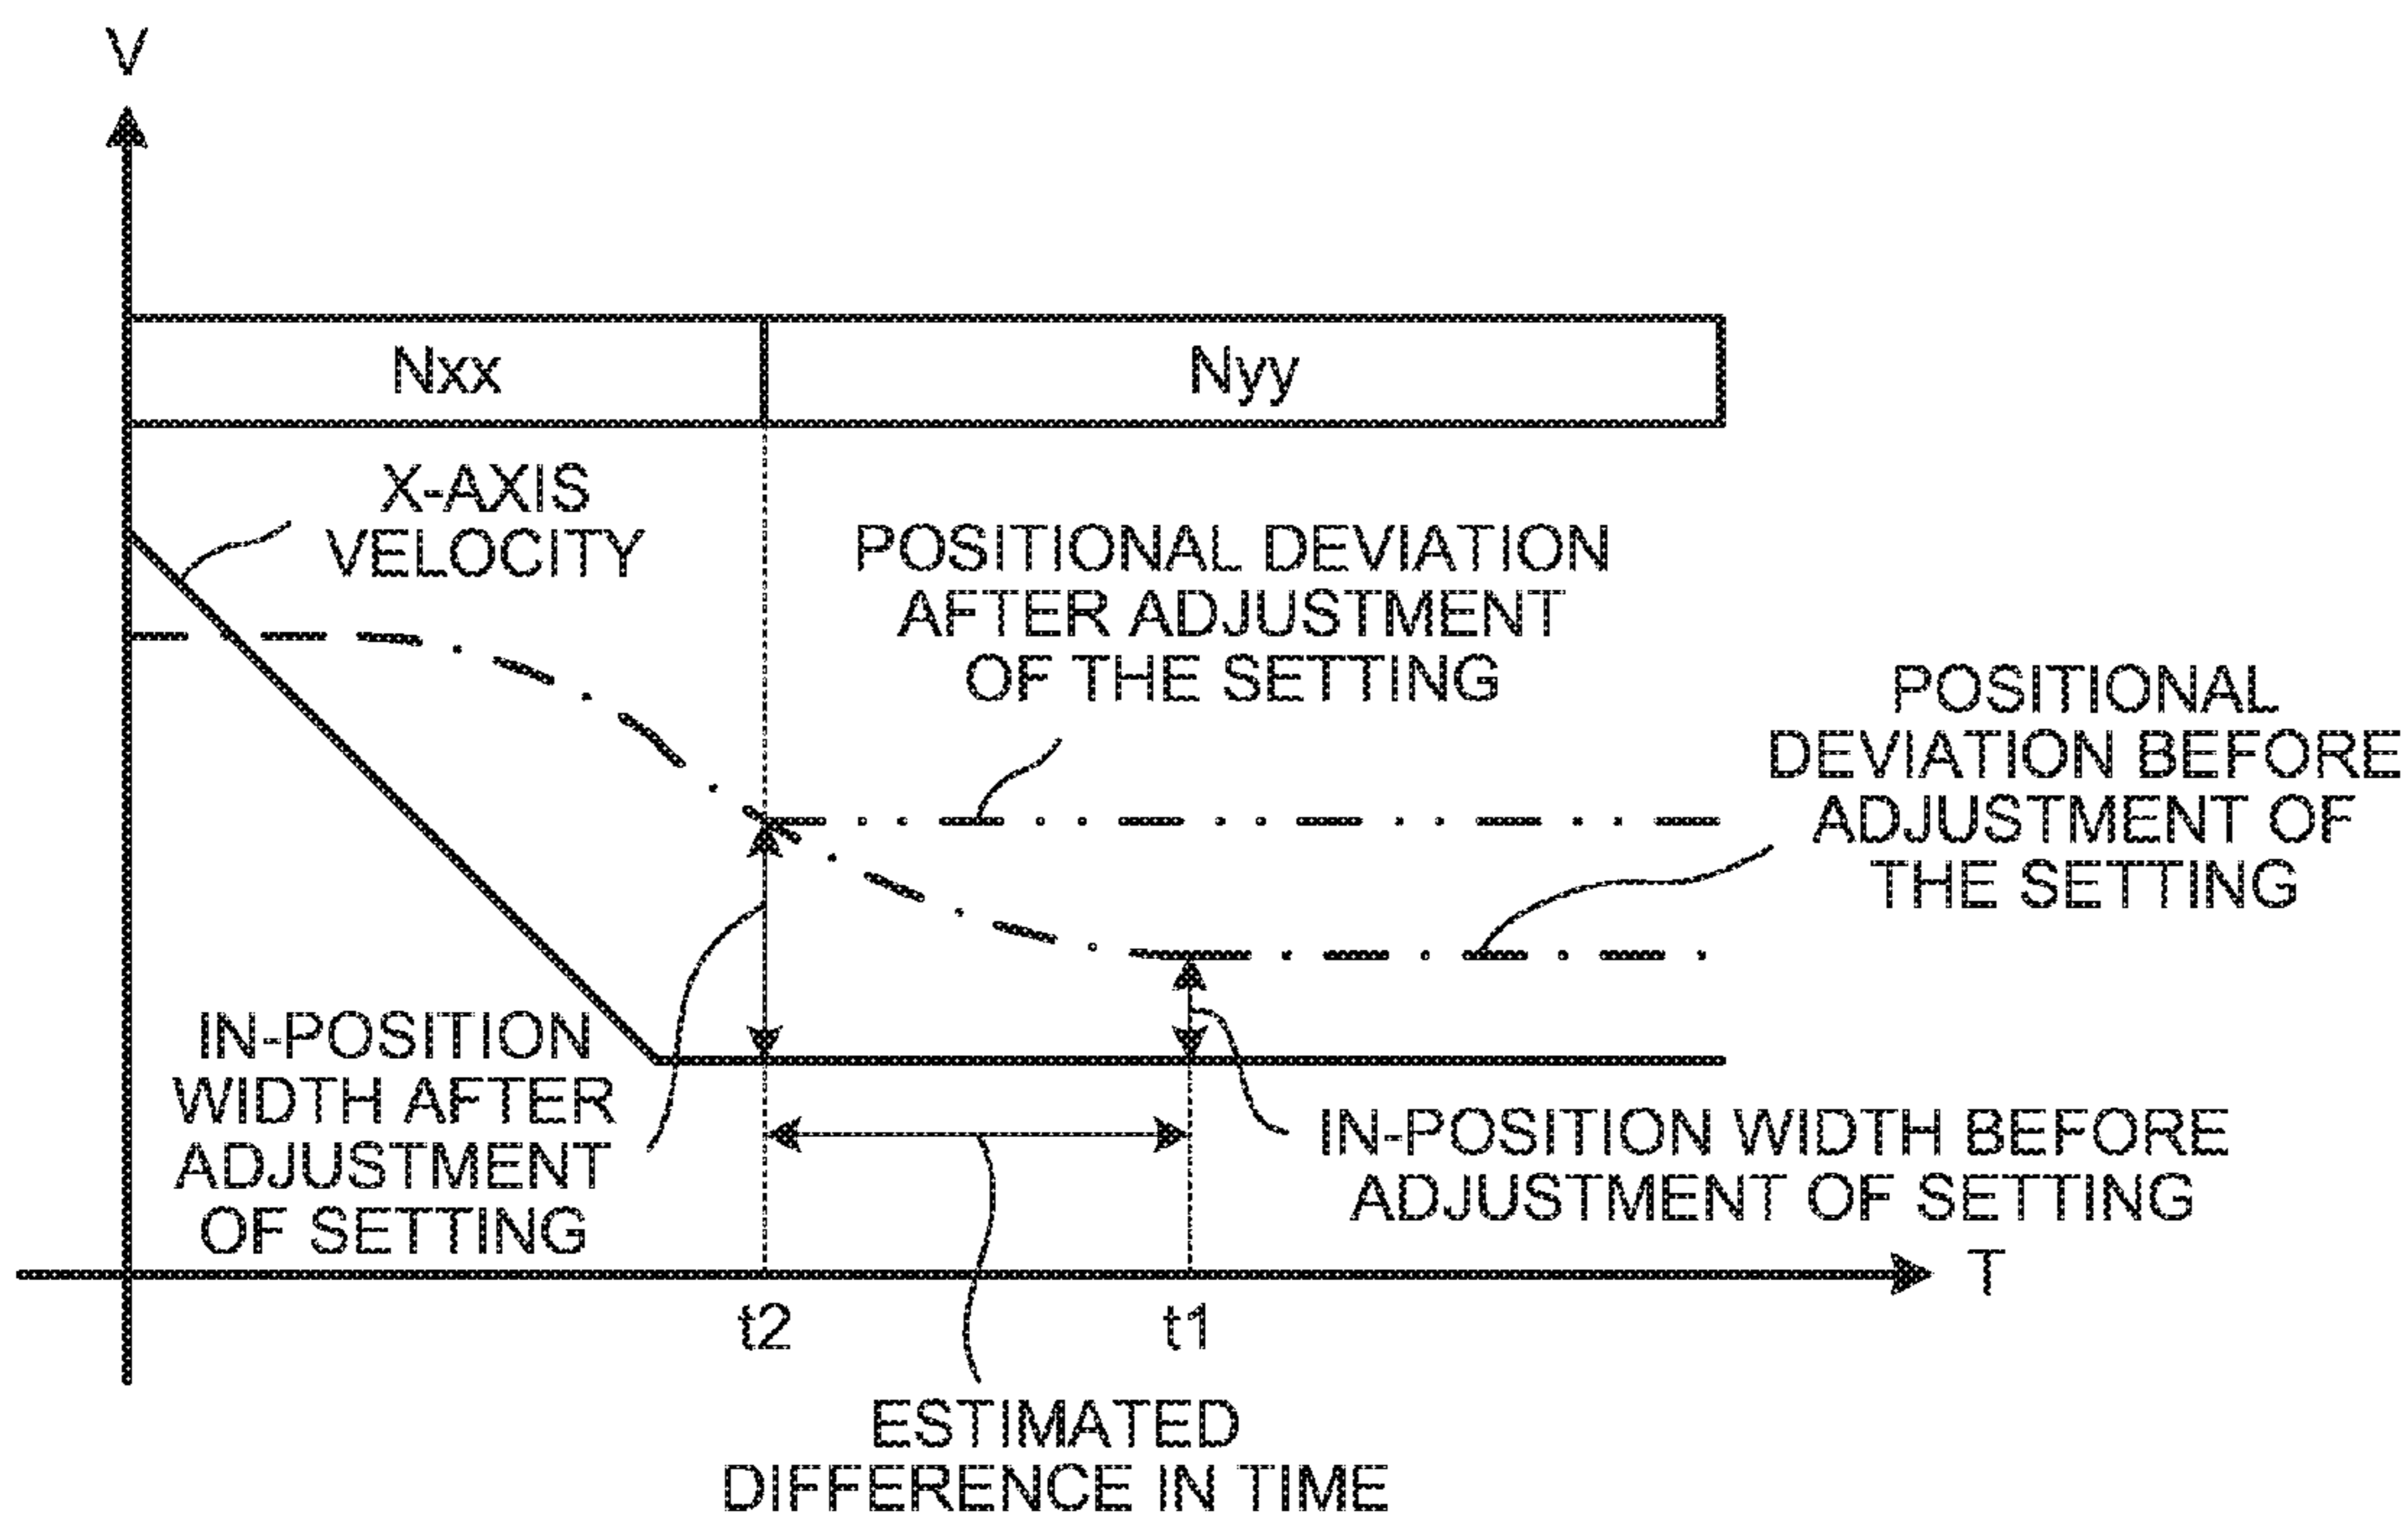 V
Nxx
Nyy
X-AXIS
VELOCITY
POSITIONAL DEVIATION
AFTER ADJUSTMENT
OF THE SETTING
POSITIONAL
DEVIATION BEFORE
ADJUSTMENT OF
THE SETTING
IN-POSITION
WIDTH AFTER
ADJUSTMENT
OF SETTING
IN-POSITION WIDTH BEFORE
ADJUSTMENT OF SETTING
T
t2
t1
ESTIMATED
DIFFERENCE IN TIME